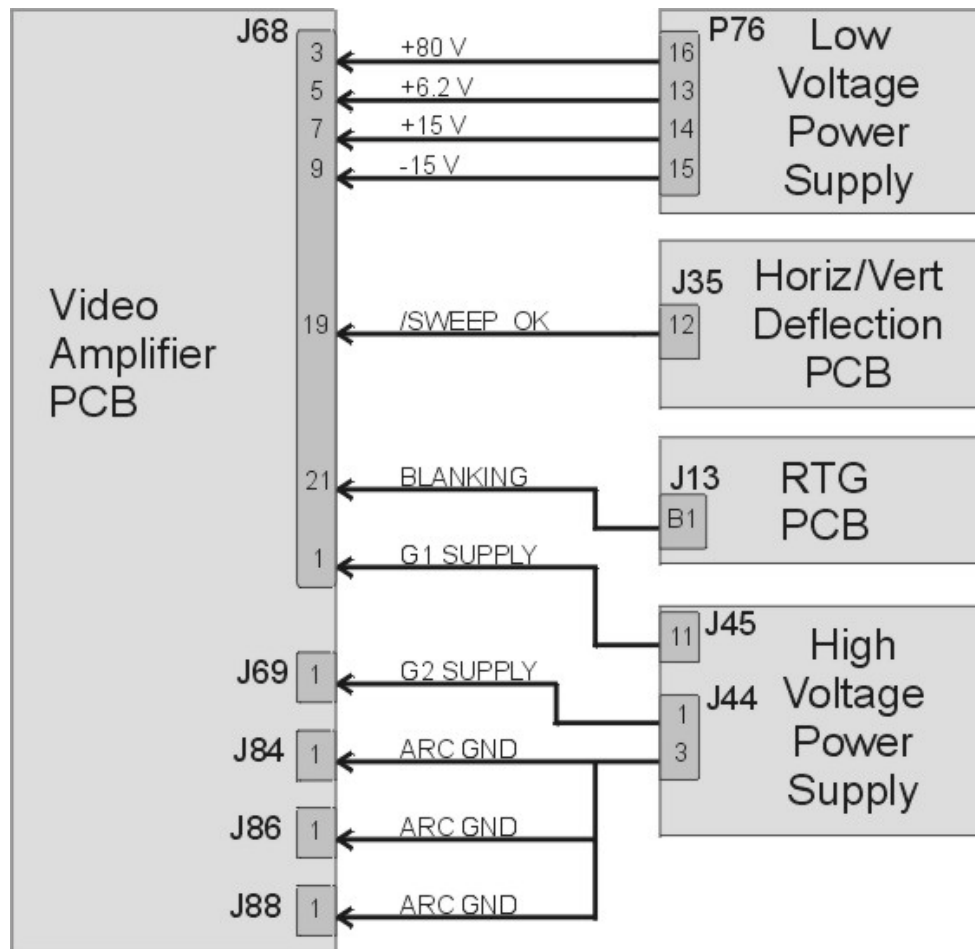 J68
3
5
7
9
19
21
1
+80 V
+6.2 V
+15 V
-15 V
/SWEEP_OK
BLANKING
G1 SUPPLY
G2 SUPPLY
ARC GND
ARC GND
ARC GND
Video
Amplifier
PCB
J69
1
J84
1
J86
1
J88
1
P76
16
13
14
15
Low
Voltage
Power
Supply
J35
12
Horiz/Vert
Deflection
PCB
J13
B1
RTG
PCB
J45
11
J44
1
3
High
Voltage
Power
Supply